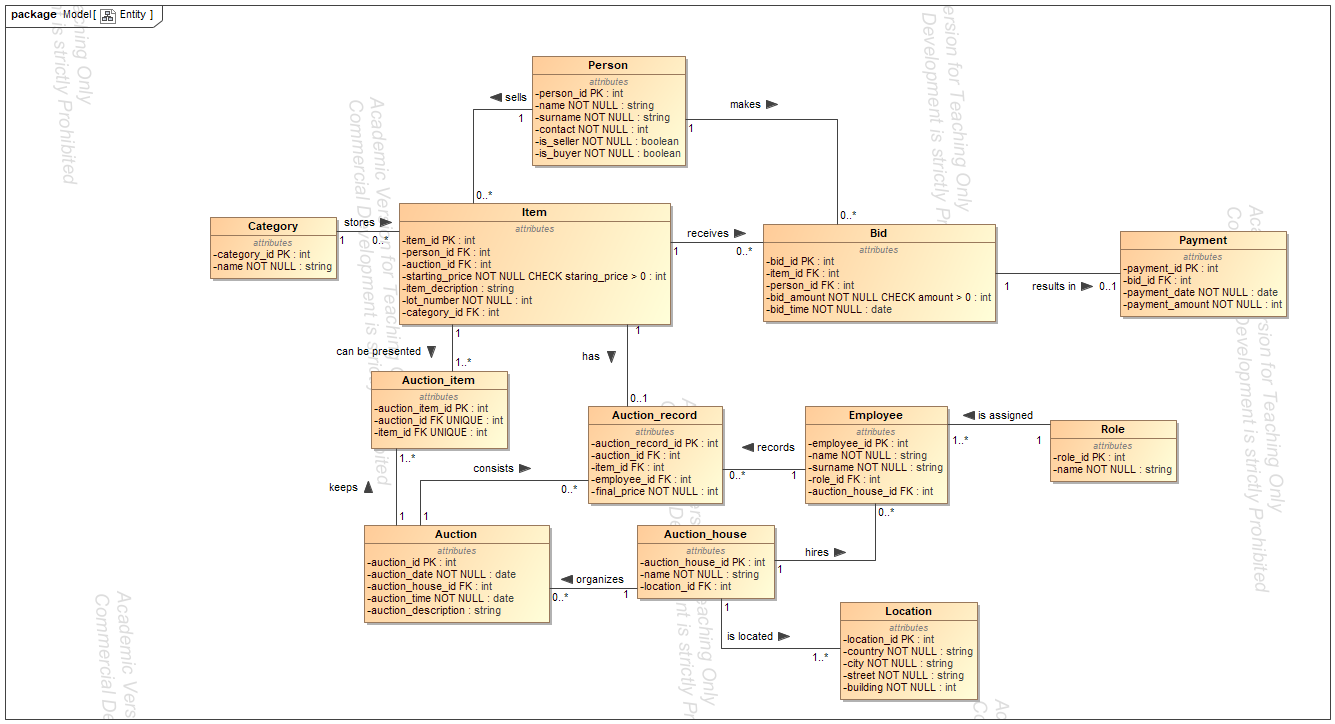 package Model[ Entity ]
Person
attributes
-person_id PK : int
-name NOT NULL : string
-surname NOT NULL : string
-contact NOT NULL : int
-is_seller NOT NULL : boolean
-is_buyer NOT NULL : boolean
sells
1
0..*
makes
1
0..*
Category
attributes
-category_id PK : int
-name NOT NULL : string
stores
1
0..*
Item
attributes
-item_id PK : int
-person_id FK : int
-auction_id FK : int
-starting_price NOT NULL CHECK staring_price > 0 : int
-item_decription : string
-lot_number NOT NULL : int
-category_id FK : int
receives
1
0..*
Bid
attributes
-bid_id PK : int
-item_id FK : int
-person_id FK : int
-bid_amount NOT NULL CHECK amount > 0 : int
-bid_time NOT NULL : date
1
results in
0..1
Payment
attributes
-payment_id PK : int
-bid_id FK : int
-payment_date NOT NULL : date
-payment_amount NOT NULL : int
1
can be presented
1..*
1
has
0..1
Auction_item
attributes
-auction_item_id PK : int
-auction_id FK UNIQUE : int
-item_id FK UNIQUE : int
Auction_record
attributes
-auction_record_id PK : int
-auction_id FK : int
-item_id FK : int
-employee_id FK : int
-final_price NOT NULL : int
records
0..*
1
Employee
attributes
-employee_id PK : int
-name NOT NULL : string
-surname NOT NULL : string
-role_id FK : int
-auction_house_id FK : int
is assigned
1..*
1
Role
attributes
-role_id PK : int
-name NOT NULL : string
1..*
keeps
1
consists
0..*
1
Auction
attributes
-auction_id PK : int
-auction_date NOT NULL : date
-auction_house_id FK : int
-auction_time NOT NULL : date
-auction_description : string
organizes
0..*
1
Auction_house
attributes
-auction_house_id PK : int
-name NOT NULL : string
-location_id FK : int
hires
1
0..*
1
is located
1..*
Location
attributes
-location_id PK : int
-country NOT NULL : string
-city NOT NULL : string
-street NOT NULL : string
-building NOT NULL : int